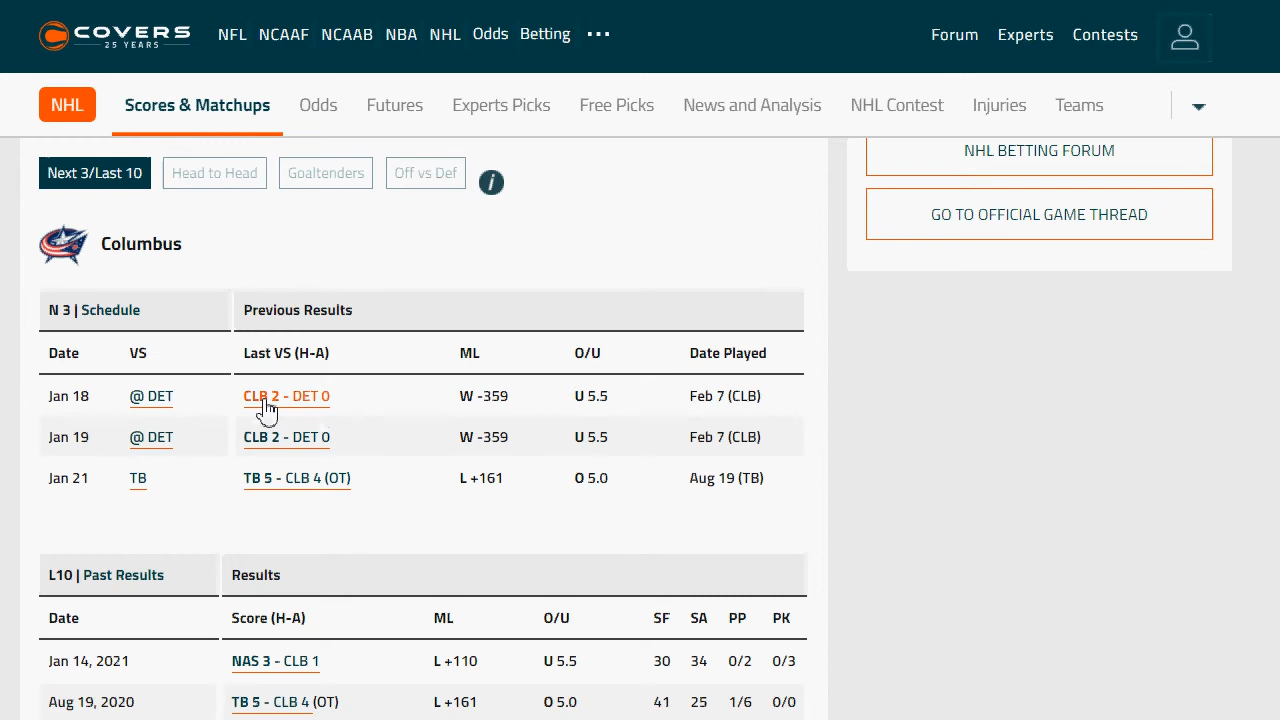 COVERS NFL NCAAF NCAAB NBA NHL Odds Betting ... Forum Experts Contests
25 YEARS
NHL Scores & Matchups Odds Futures Experts Picks Free Picks News and Analysis NHL Contest Injuries Teams
NHL BETTING FORUM
Next 3/Last 10 Head to Head Goaltenders Off vs Def i
GO TO OFFICIAL GAME THREAD
Columbus
N 3 | Schedule Previous Results
Date VS Last VS (H-A) ML O/U Date Played
Jan 18 @ DET CLB 2 - DET 0 W -359 U 5.5 Feb 7 (CLB)
Jan 19 @ DET CLB 2 - DET 0 W -359 U 5.5 Feb 7 (CLB)
Jan 21 TB TB 5 - CLB 4 (OT) L +161 O 5.0 Aug 19 (TB)
L10 | Past Results Results
Date Score (H-A) ML O/U SF SA PP PK
Jan 14, 2021 NAS 3 - CLB 1 L +110 U 5.5 30 34 0/2 0/3
Aug 19, 2020 TB 5 - CLB 4 (OT) L +161 O 5.0 41 25 1/6 0/0